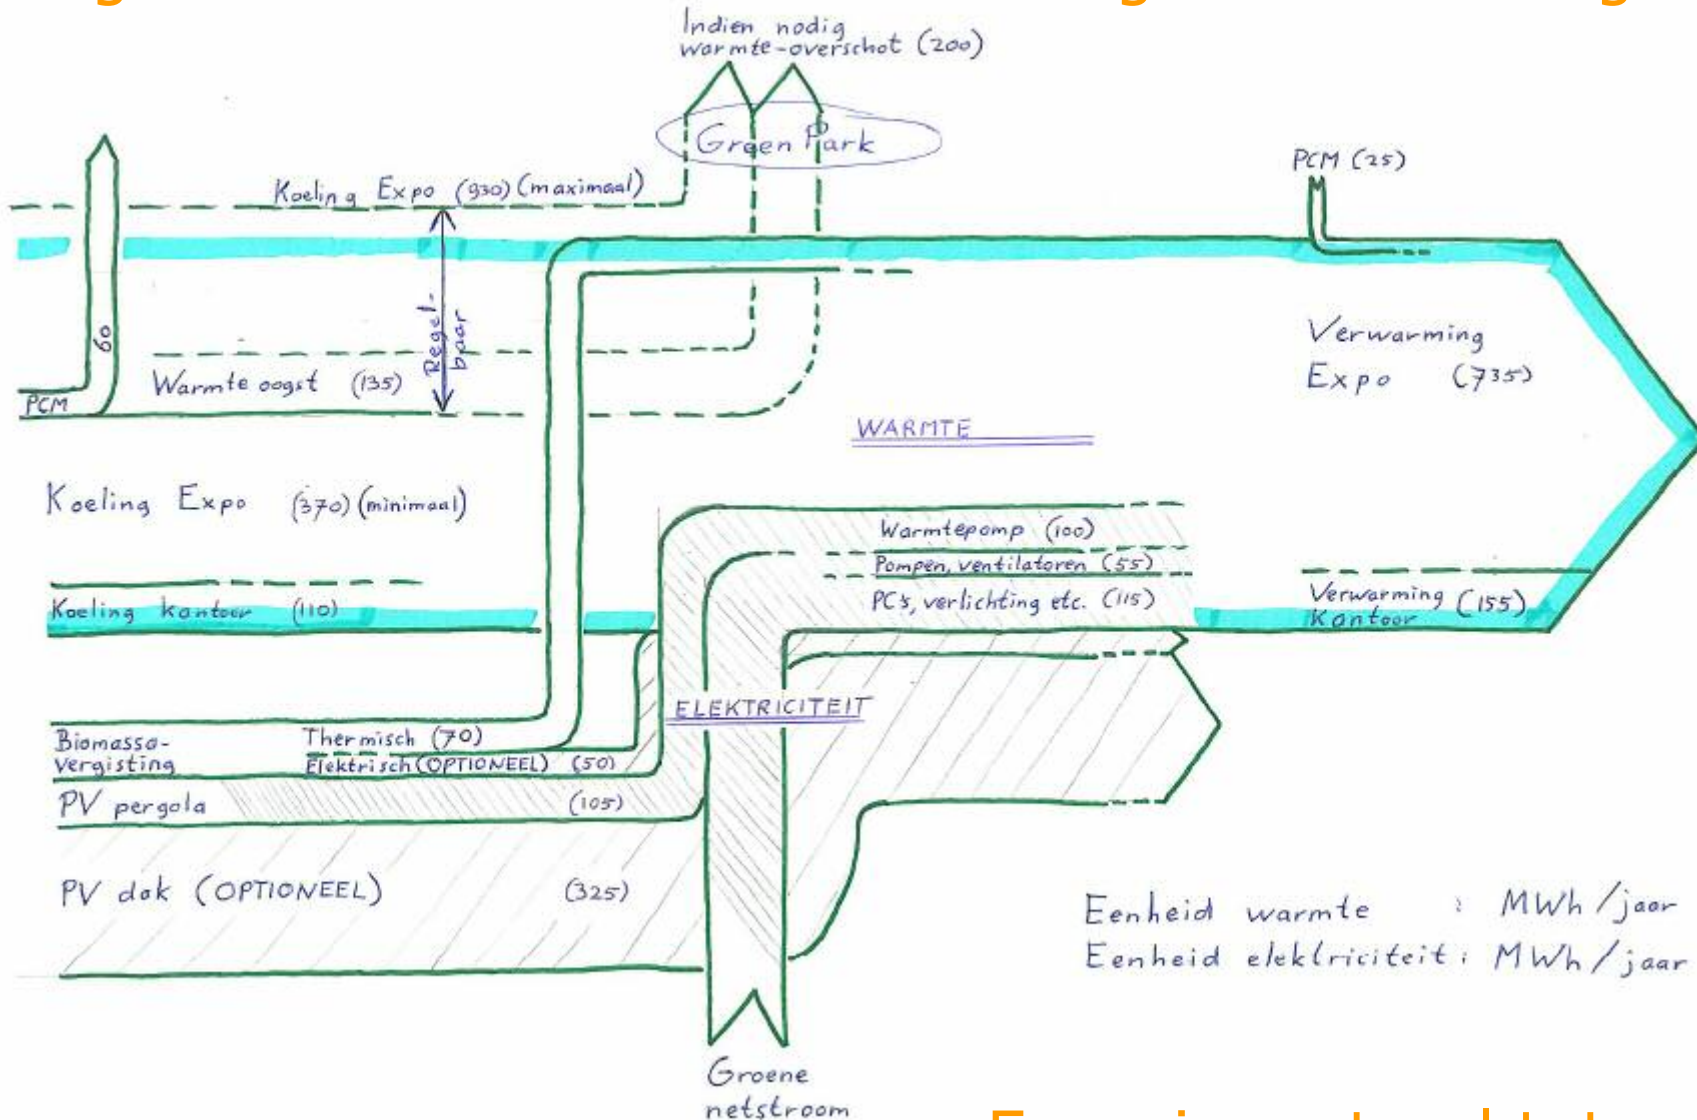 Indien nodig
warmte-overschot (200)
Green Park
PCM (25)
Koeling Expo (930) (maximaal)
60
Regel-
baar
Warmte oogst (135)
PCM
Verwarming
Expo (735)
WARMTE
Koeling Expo (370) (minimaal)
Warmtepomp (100)
Pompen, ventilatoren (55)
PC's, verlichting etc. (115)
Koeling kantoor (110)
Verwarming (155)
Kantoor
ELEKTRICITEIT
Biomassa-
vergisting
Thermisch (70)
Elektrisch (OPTIONEEL) (50)
PV pergola (105)
PV dak (OPTIONEEL) (325)
Eenheid warmte : MWh/jaar
Eenheid elektriciteit : MWh/jaar
Groene
netstroom